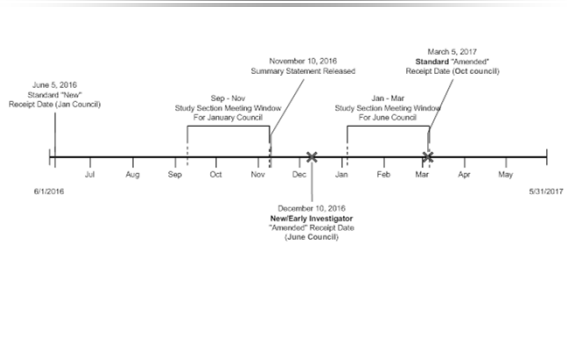 March 5, 2017
Standard "Amended"
Receipt Date (Oct council)
November 10, 2016
Summary Statement Released
June 5, 2016
Standard "New"
Receipt Date (Jan Council)
Sep - Nov
Study Section Meeting Window
For January Council
Jan - Mar
Study Section Meeting Window
For June Council
Jul Aug Sep Oct Nov Dec Jan Feb Mar Apr May
6/1/2016
5/31/2017
December 10, 2016
New/Early Investigator
"Amended" Receipt Date
(June Council)